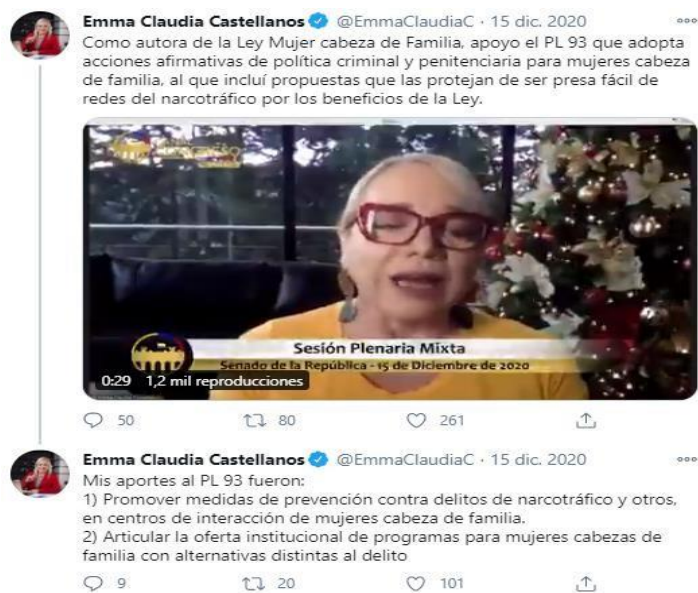 Emma Claudia Castellanos @EmmaClaudiaC · 15 dic. 2020
Como autora de la Ley Mujer cabeza de Familia, apoyo el PL 93 que adopta
acciones afirmativas de política criminal y penitenciaria para mujeres cabeza
de familia, al que incluí propuestas que las protejan de ser presa fácil de
redes del narcotráfico por los beneficios de la Ley.
Sesión Plenaria Mixta
Senado de la República - 15 de Diciembre de 2020
0:29 1,2 mil reproducciones
50 80 261
Emma Claudia Castellanos @EmmaClaudiaC · 15 dic. 2020
Mis aportes al PL 93 fueron:
1) Promover medidas de prevención contra delitos de narcotráfico y otros,
en centros de interacción de mujeres cabeza de familia.
2) Articular la oferta institucional de programas para mujeres cabezas de
familia con alternativas distintas al delito
9 20 101